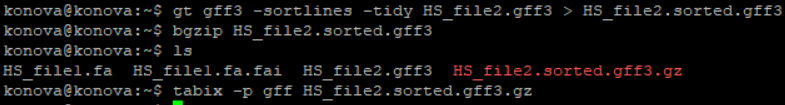 konova@konova:~$ gt gff3 -sortlines -tidy HS_file2.gff3 > HS_file2.sorted.gff3
konova@konova:~$ bgzip HS_file2.sorted.gff3
konova@konova:~$ ls
HS_file1.fa HS_file1.fa.fai HS_file2.gff3 HS_file2.sorted.gff3.gz
konova@konova:~$ tabix -p gff HS_file2.sorted.gff3.gz